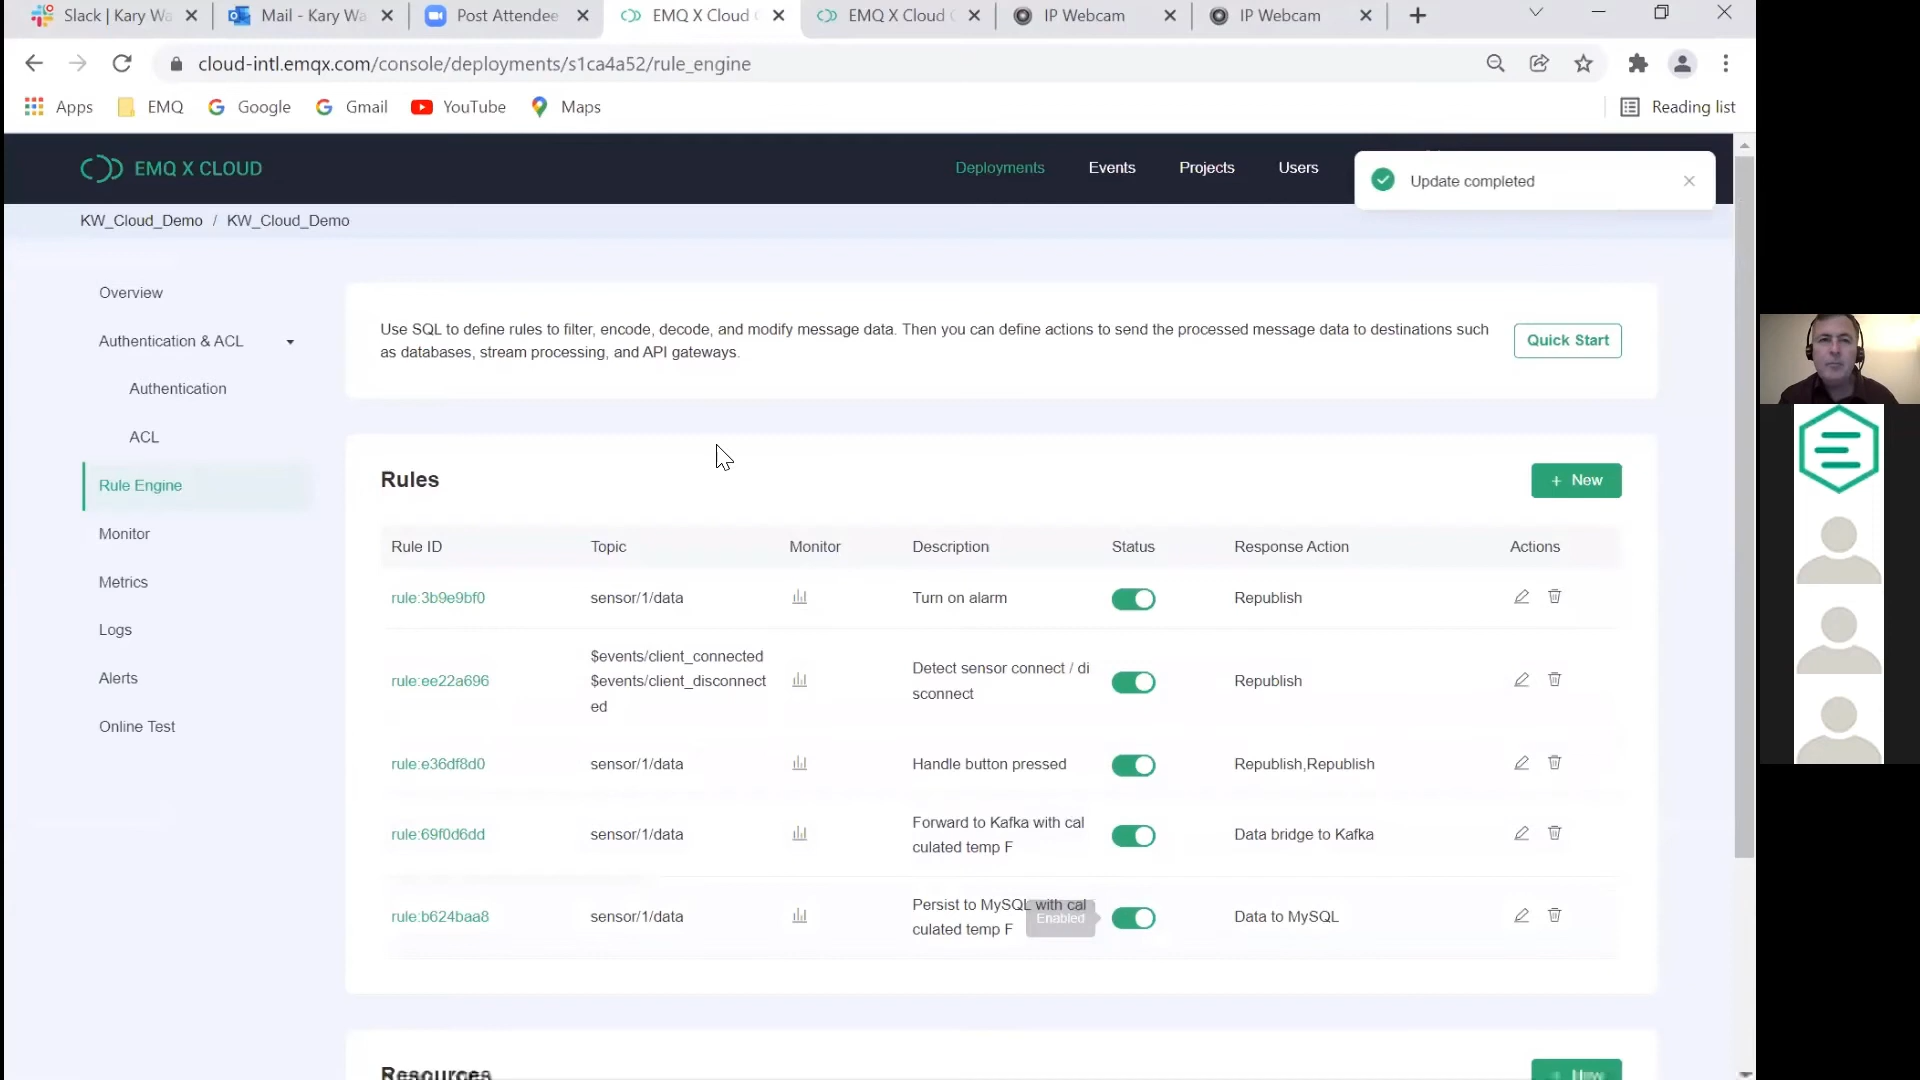 Slack | Kary Wa
Mail - Kary Wa
Post Attendee
EMQ X Cloud
EMQ X Cloud
IP Webcam
IP Webcam
cloud-intl.emqx.com/console/deployments/s1ca4a52/rule_engine
Apps
EMQ
Google
Gmail
YouTube
Maps
Reading list
EMQ X CLOUD
Deployments
Events
Projects
Users
Update completed
KW_Cloud_Demo / KW_Cloud_Demo
Overview
Authentication & ACL
Authentication
ACL
Rule Engine
Monitor
Metrics
Logs
Alerts
Online Test
Use SQL to define rules to filter, encode, decode, and modify message data. Then you can define actions to send the processed message data to destinations such
as databases, stream processing, and API gateways.
Quick Start
Rules
+ New
Rule ID Topic Monitor Description Status Response Action Actions
rule:3b9e9bf0 sensor/1/data Turn on alarm Republish
rule:ee22a696
$events/client_connected
$events/client_disconnect
ed
Detect sensor connect / di
sconnect
Republish
rule:e36df8d0 sensor/1/data Handle button pressed Republish,Republish
rule:69f0d6dd sensor/1/data
Forward to Kafka with cal
culated temp F
Data bridge to Kafka
rule:b624baa8 sensor/1/data
Persist to MySQL with cal
culated temp F
Enabled
Data to MySQL
Resources
+ New